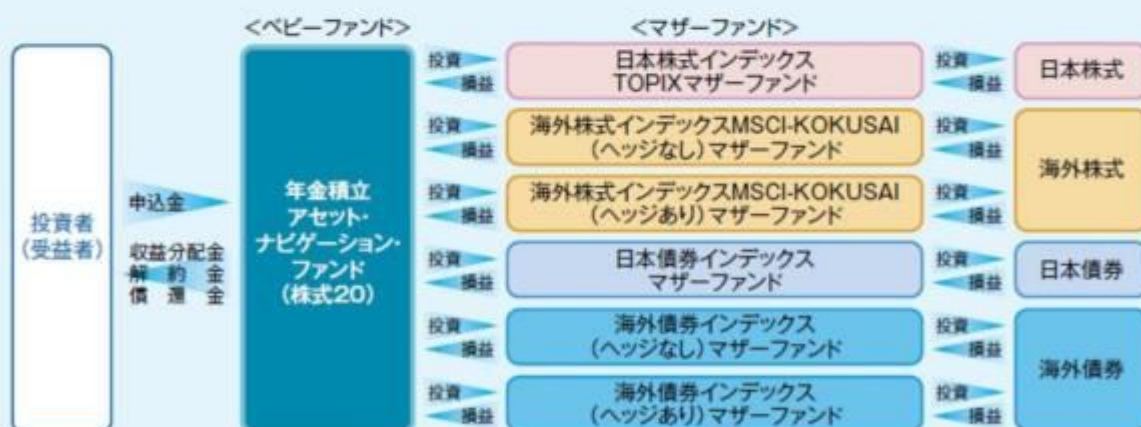 <ベビーファンド>
<マザーファンド>
投資者
(受益者)
申込金
収益分配金
解約金
償還金
年金積立
アセット・
ナビゲーション・
ファンド
(株式20)
投資
損益
日本株式インデックス
TOPIXマザーファンド
投資
損益
日本株式
投資
損益
海外株式インデックスMSCI-KOKUSAI
(ヘッジなし)マザーファンド
投資
損益
海外株式
投資
損益
海外株式インデックスMSCI-KOKUSAI
(ヘッジあり)マザーファンド
投資
損益
投資
損益
日本債券インデックス
マザーファンド
投資
損益
日本債券
投資
損益
海外債券インデックス
(ヘッジなし)マザーファンド
投資
損益
海外債券
投資
損益
海外債券インデックス
(ヘッジあり)マザーファンド
投資
損益